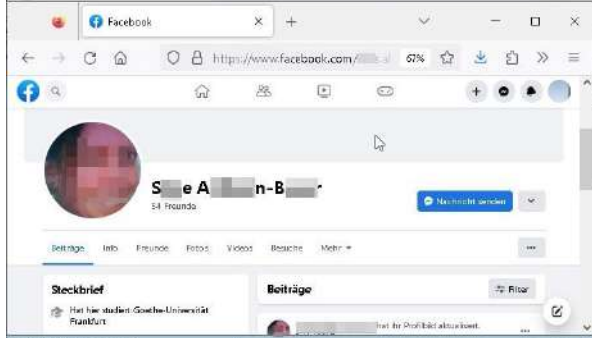 Facebook
https://www.facebook.com/
67%
54 Freunde
Nachricht senden
Beiträge Info Freunde Fotos Videos Besuche Mehr
Steckbrief
Hat hier studiert: Goethe-Universität
Frankfurt
Beiträge
Filter
hat ihr Profilbild aktualisiert.